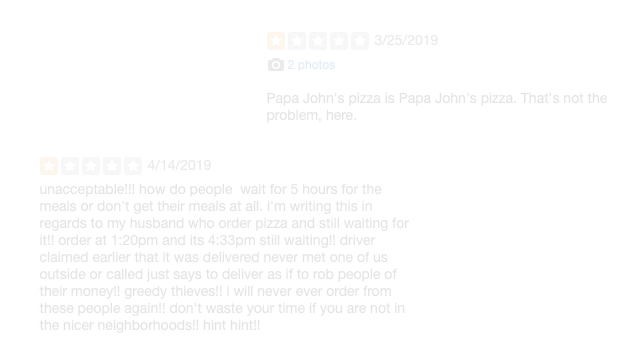 3/25/2019
2 photos
Papa John's pizza is Papa John's pizza. That's not the
problem, here.
4/14/2019
unacceptable!!! how do people  wait for 5 hours for the
meals or don't get their meals at all. i'm writing this in
regards to my husband who order pizza and still waiting for
it!! order at 1:20pm and its 4:33pm still waiting!! driver
claimed earlier that it was delivered never met one of us
outside or called just says to deliver as if to rob people of
their money!! greedy thieves!! i will never ever order from
these people again!! don't waste your time if you are not in
the nicer neighborhoods!! hint hint!!